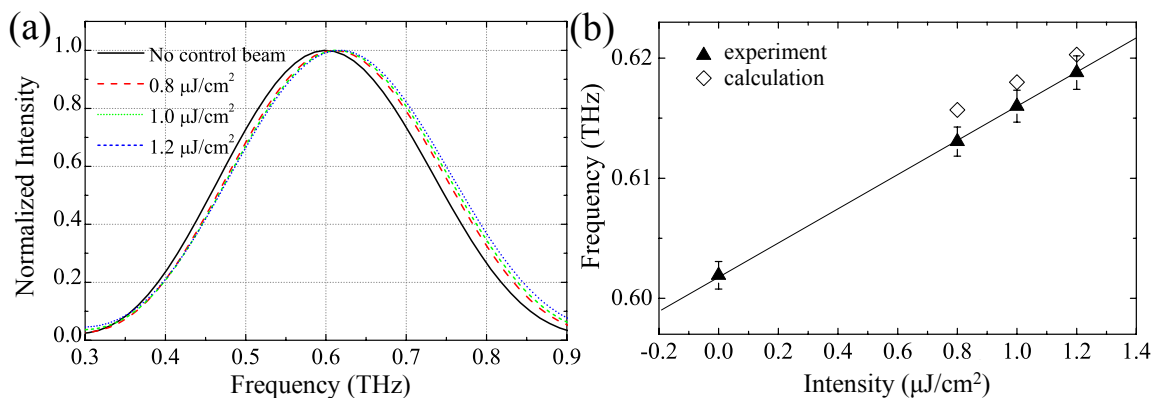 (a)
1.0
0.8
0.6
0.4
0.2
0.0
Normalized Intensity
No control beam
0.8 μJ/cm²
1.0 μJ/cm²
1.2 μJ/cm²
0.3 0.4 0.5 0.6 0.7 0.8 0.9
Frequency (THz)
(b)
0.62
0.61
0.60
Frequency (THz)
experiment
calculation
-0.2 0.0 0.2 0.4 0.6 0.8 1.0 1.2 1.4
Intensity (μJ/cm²)